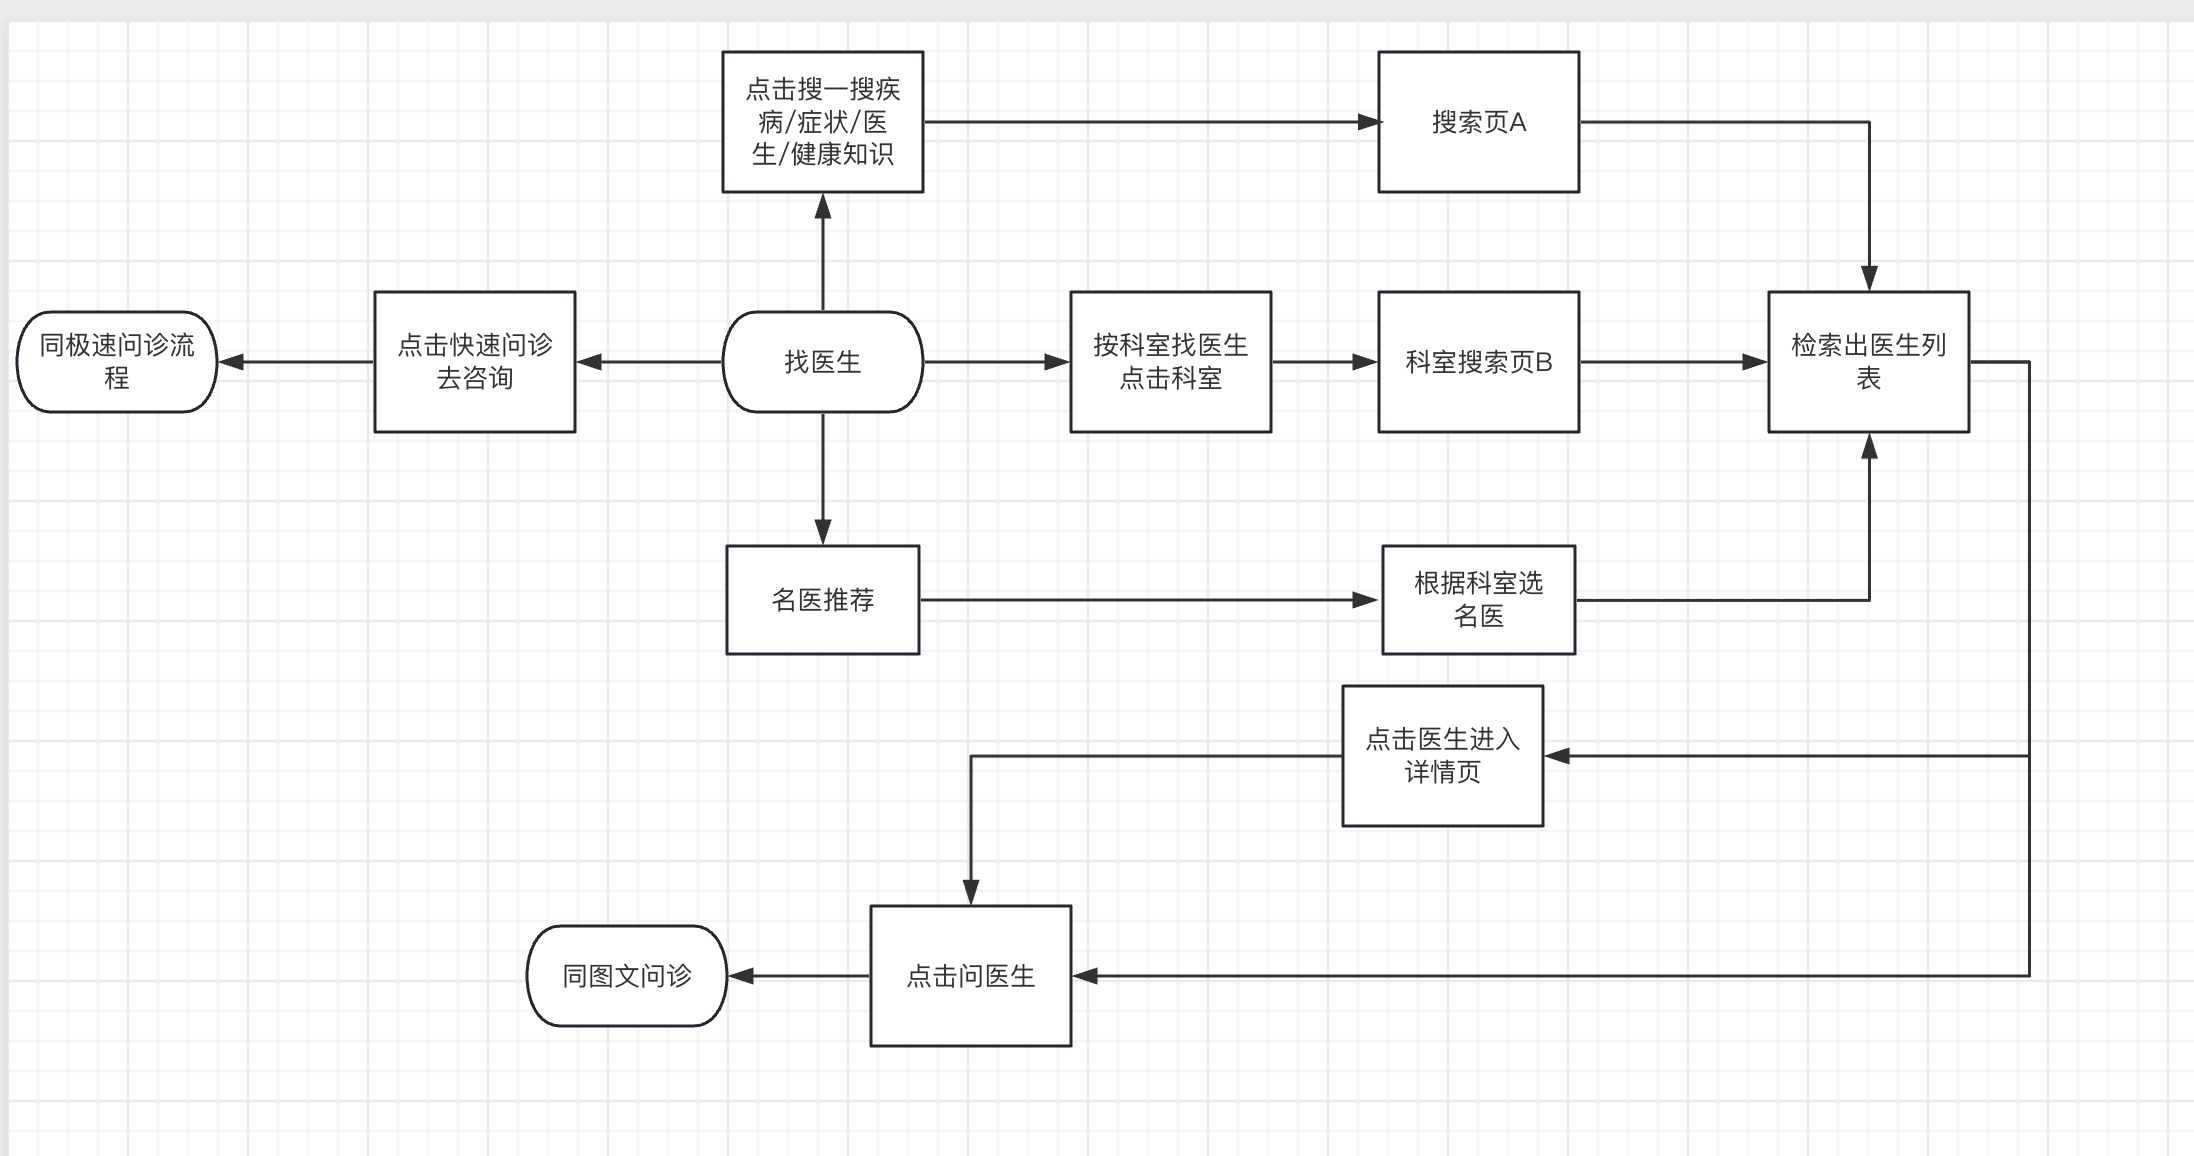 点击搜一搜疾
病/症状/医
生/健康知识
搜索页A
同极速问诊流
程
点击快速问诊
去咨询
找医生
按科室找医生
点击科室
科室搜索页B
检索出医生列
表
名医推荐
根据科室选
名医
点击医生进入
详情页
同图文问诊
点击问医生